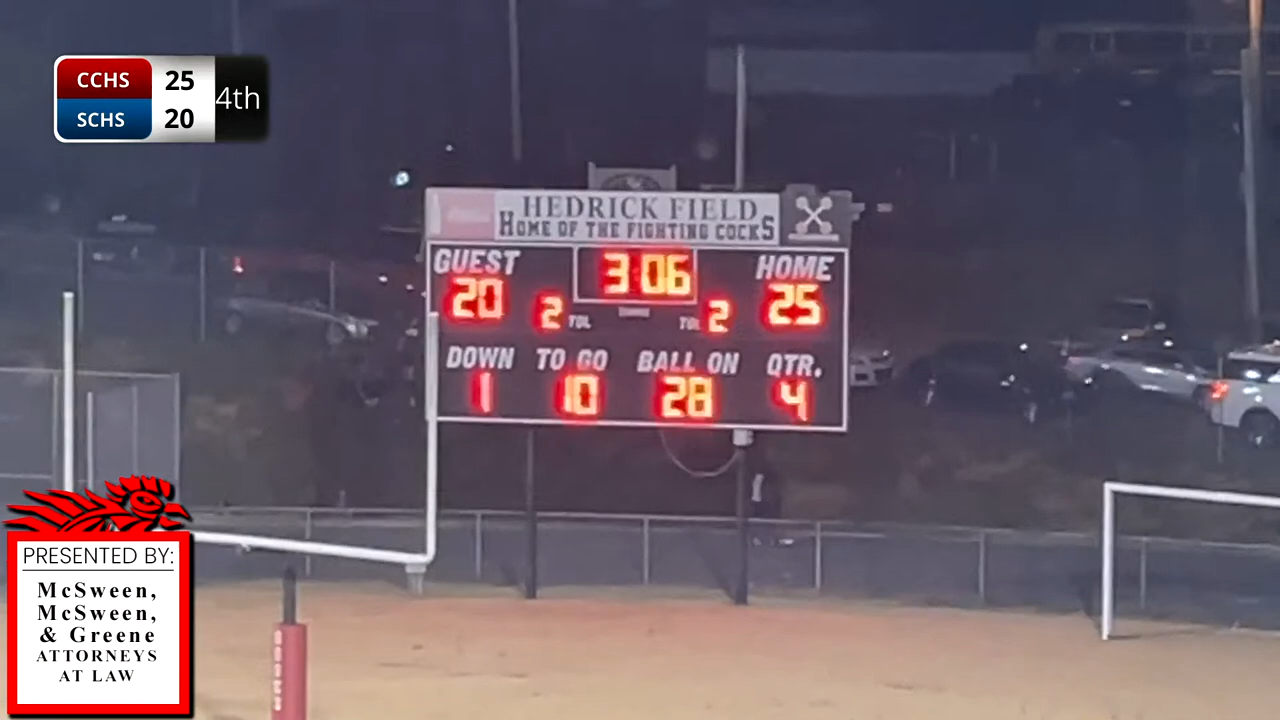 CCHS 25
SCHS 20
4th
HEDRICK FIELD
HOME OF THE FIGHTING COCKS
GUEST 3:06 HOME
20 2 TOL TOL 2 25
DOWN TO GO BALL ON QTR.
1 10 28 4
PRESENTED BY:
McSween,
McSween,
& Greene
ATTORNEYS
AT LAW